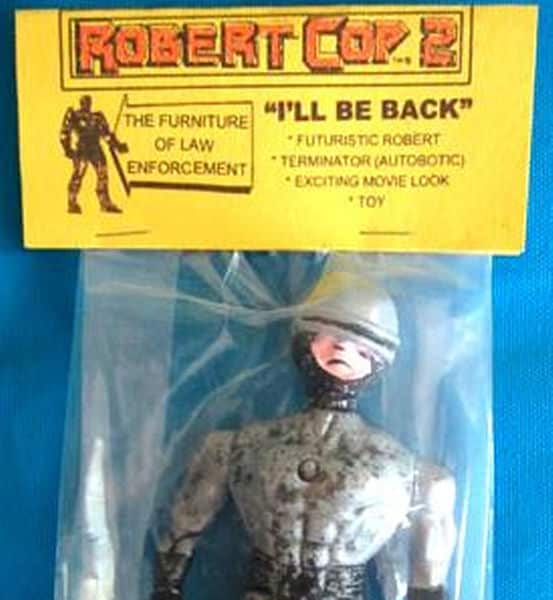 ROBERT COP 2
THE FURNITURE
OF LAW
ENFORCEMENT
"I'LL BE BACK"
* FUTURISTIC ROBERT
* TERMINATOR (AUTOBOTIC)
* EXCITING MOVIE LOOK
* TOY